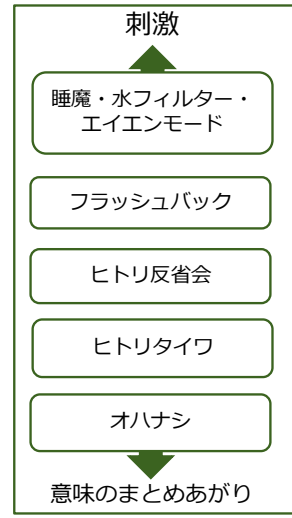 刺激
睡魔・水フィルター・
エイエンモード
フラッシュバック
ヒトリ反省会
ヒトリタイワ
オハナシ
意味のまとめあがり